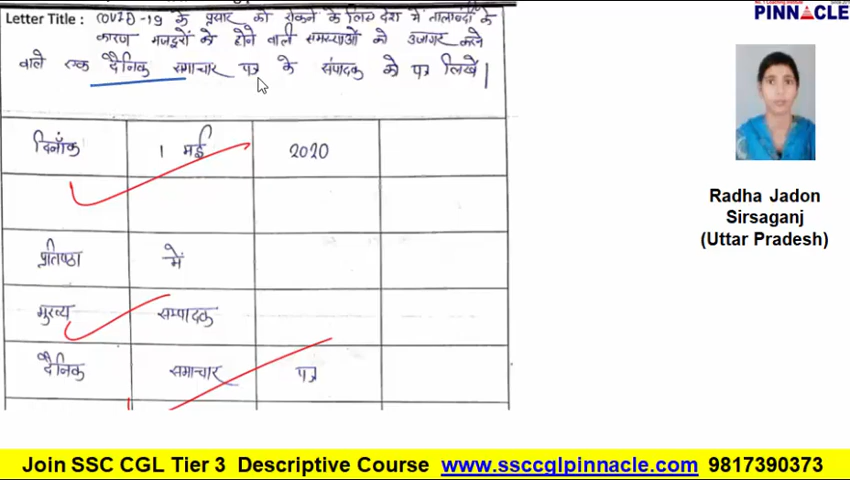 PINNACLE
Letter Title : COVID-19 के प्रसार को रोकने के लिए देश में तालाबंदी के
कारण मजदूरों को होने वाली समस्याओं को उजागर करने
वाले एक दैनिक समाचार पत्र के संपादक को पत्र लिखें|
दिनाँक 1 मई 2020
प्रतिष्ठा में
मुख्य सम्पादक
दैनिक समाचार पत्र
Radha Jadon
Sirsaganj
(Uttar Pradesh)
Join SSC CGL Tier 3 Descriptive Course www.ssccglpinnacle.com 9817390373